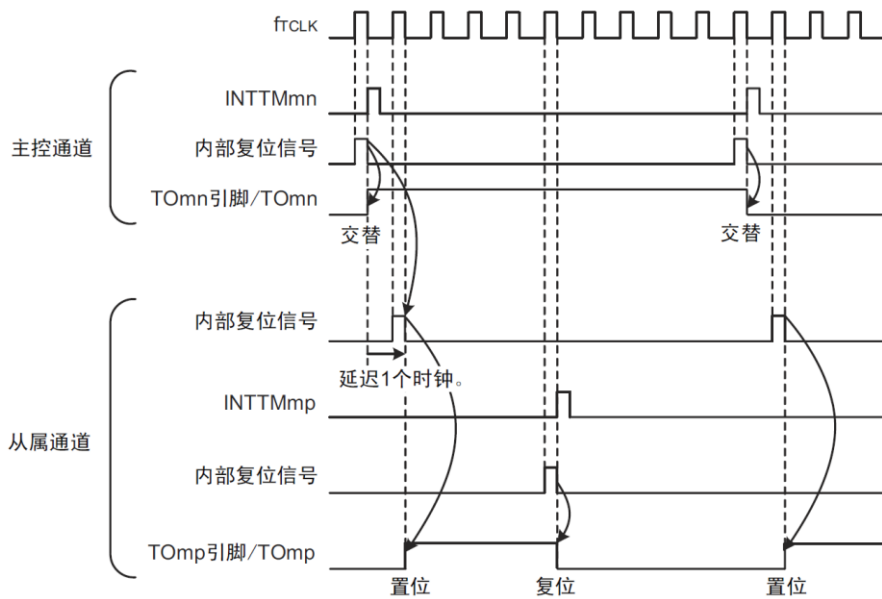 fTCLK
INTTMmn
主控通道
内部复位信号
TOmn引脚/TOmn
交替
交替
内部复位信号
延迟1个时钟。
INTTMmp
从属通道
内部复位信号
TOmp引脚/TOmp
置位
复位
置位